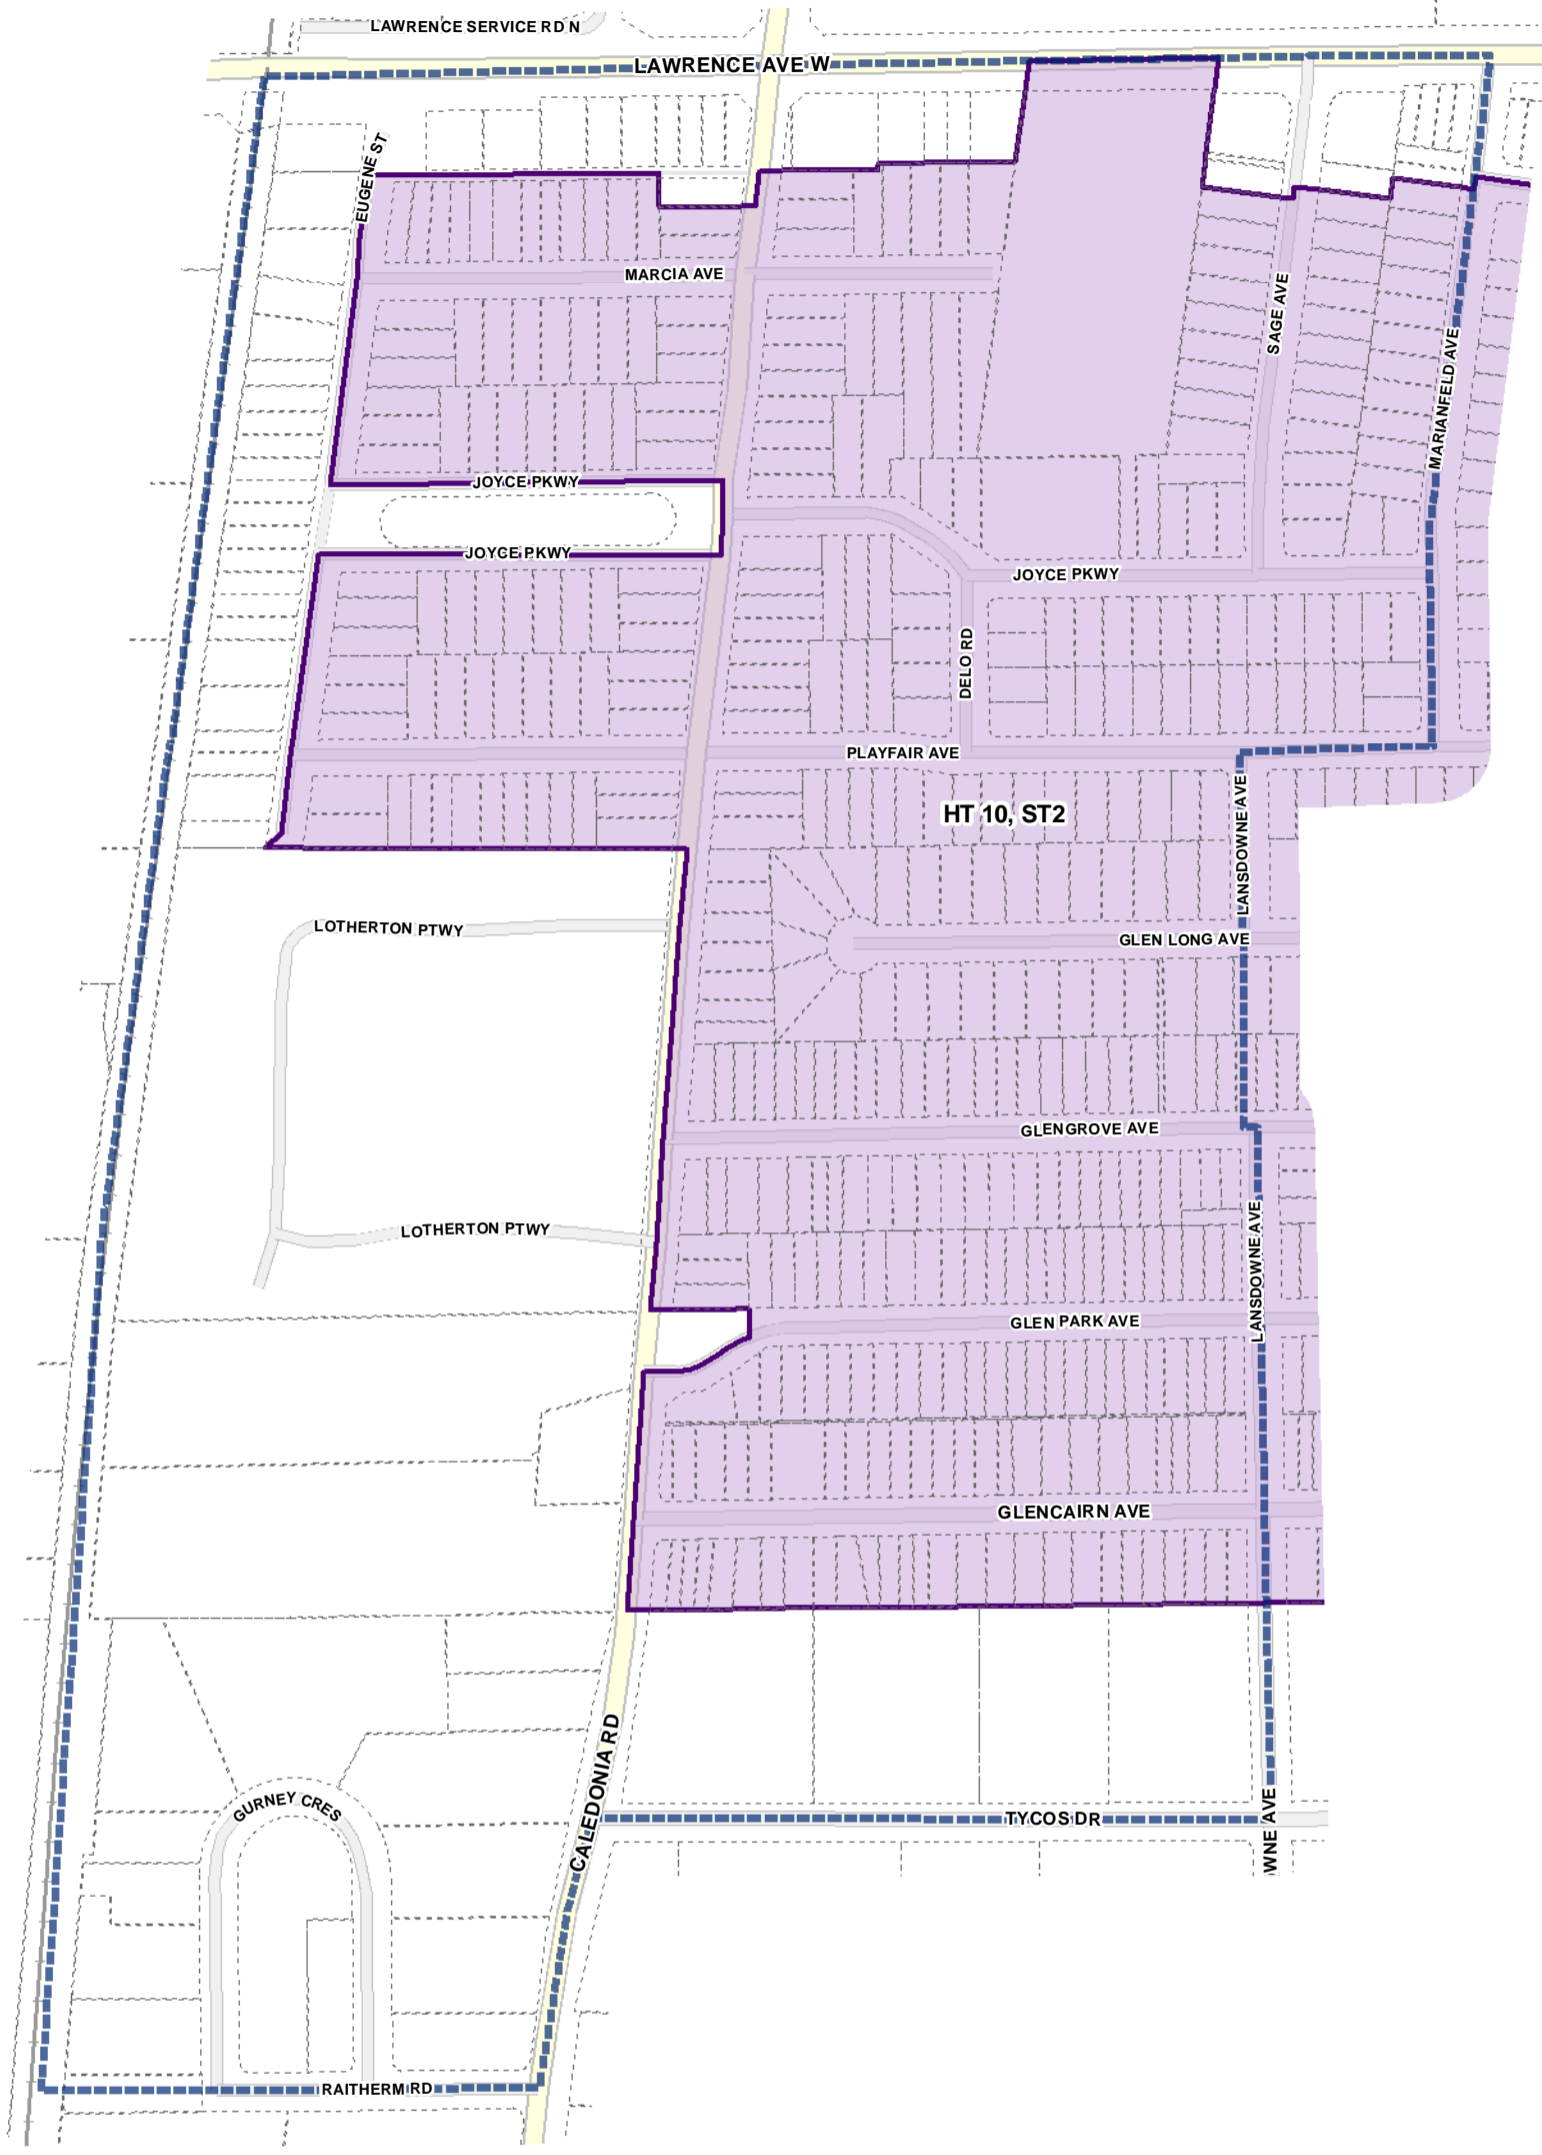 LAWRENCE SERVICE RD N
LAWRENCE AVE W
EUGENE ST
MARCIA AVE
SAGE AVE
MARIANFELD AVE
JOYCE PKWY
JOYCE PKWY
JOYCE PKWY
DELO RD
PLAYFAIR AVE
HT 10, ST2
LANSDOWNE AVE
LOTHERTON PTWY
GLEN LONG AVE
GLENGROVE AVE
LOTHERTON PTWY
LANSDOWNE AVE
GLEN PARK AVE
GLENCAIRN AVE
CALEDONIA RD
GURNEY CRES
TYCOS DR
WNE AVE
RAITHERM RD